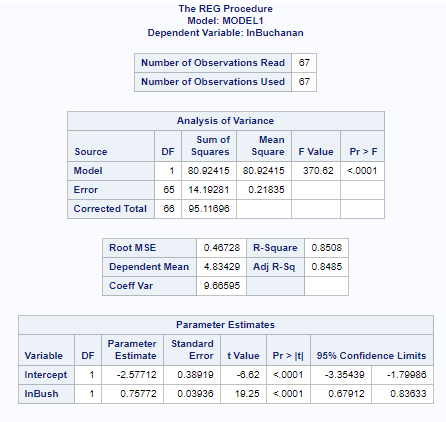 The REG Procedure
Model: MODEL1
Dependent Variable: InBuchanan
Number of Observations Read 67
Number of Observations Used 67
Analysis of Variance
Source DF Sum of Squares Mean Square F Value Pr > F
Model 1 80.92415 80.92415 370.62 <.0001
Error 65 14.19281 0.21835
Corrected Total 66 95.11696
Root MSE 0.46728 R-Square 0.8508
Dependent Mean 4.83429 Adj R-Sq 0.8485
Coeff Var 9.66595
Parameter Estimates
Variable DF Parameter Estimate Standard Error t Value Pr > |t| 95% Confidence Limits
Intercept 1 -2.57712 0.38919 -6.62 <.0001 -3.35439 -1.79986
InBush 1 0.75772 0.03936 19.25 <.0001 0.67912 0.83633